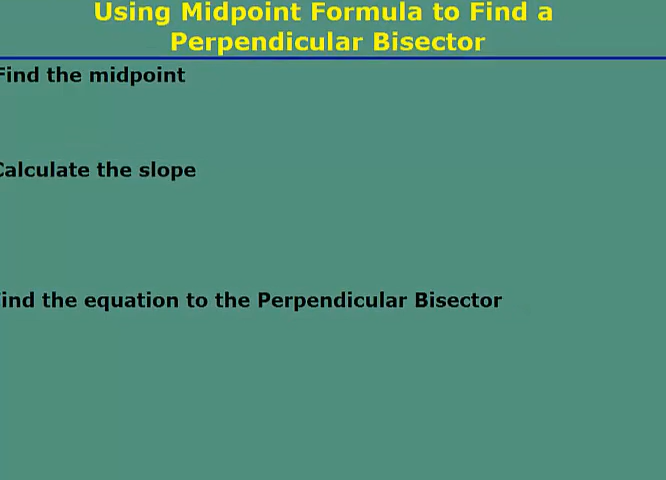 Using Midpoint Formula to Find a
Perpendicular Bisector
Find the midpoint
Calculate the slope
ind the equation to the Perpendicular Bisector